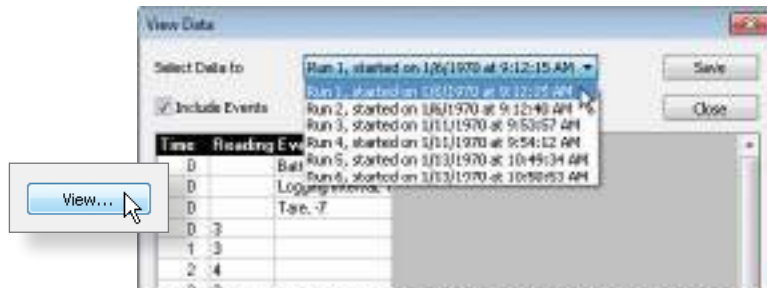 View Data
Select Data to
Run 1, started on 1/6/1970 at 9:12:15 AM
Save
Run 1, started on 1/6/1970 at 9:12:15 AM
Include Events
Run 2, started on 1/6/1970 at 9:12:40 AM
Close
Run 3, started on 1/11/1970 at 9:53:57 AM
Time Reading
Run 4, started on 1/11/1970 at 9:54:12 AM
0
Run 5, started on 1/13/1970 at 10:49:34 AM
0
Run 6, started on 1/13/1970 at 10:50:53 AM
Logging Interval,
View...
0 Tare, -7
0 3
1 3
2 4